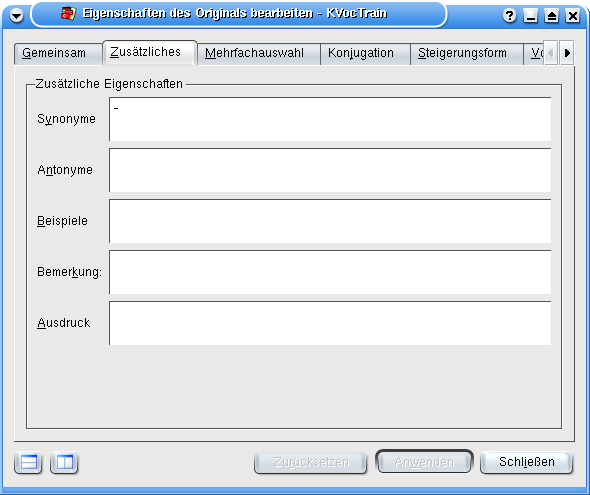 Eigenschaften des Originals bearbeiten - KVocTrain
Gemeinsam Zusätzliches Mehrfachauswahl Konjugation Steigerungsform
Zusätzliche Eigenschaften
Synonyme -
Antonyme
Beispiele
Bemerkung:
Ausdruck
Zurücksetzen Anwenden Schließen